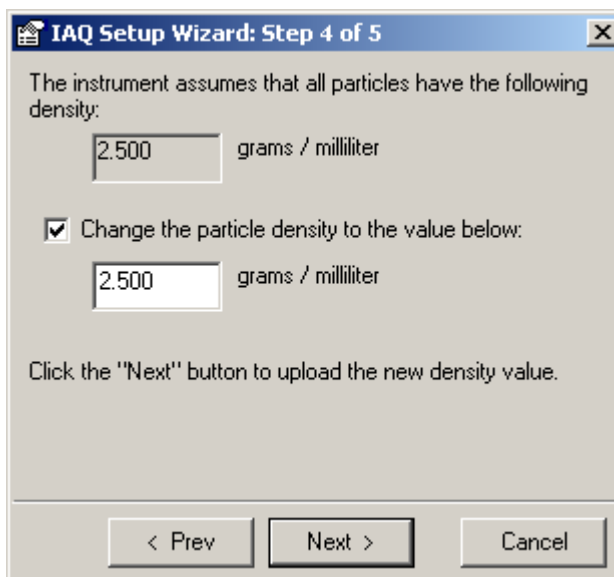 IAQ Setup Wizard: Step 4 of 5
The instrument assumes that all particles have the following
density:
2.500 grams / milliliter
Change the particle density to the value below:
2.500 grams / milliliter
Click the "Next" button to upload the new density value.
< Prev Next > Cancel